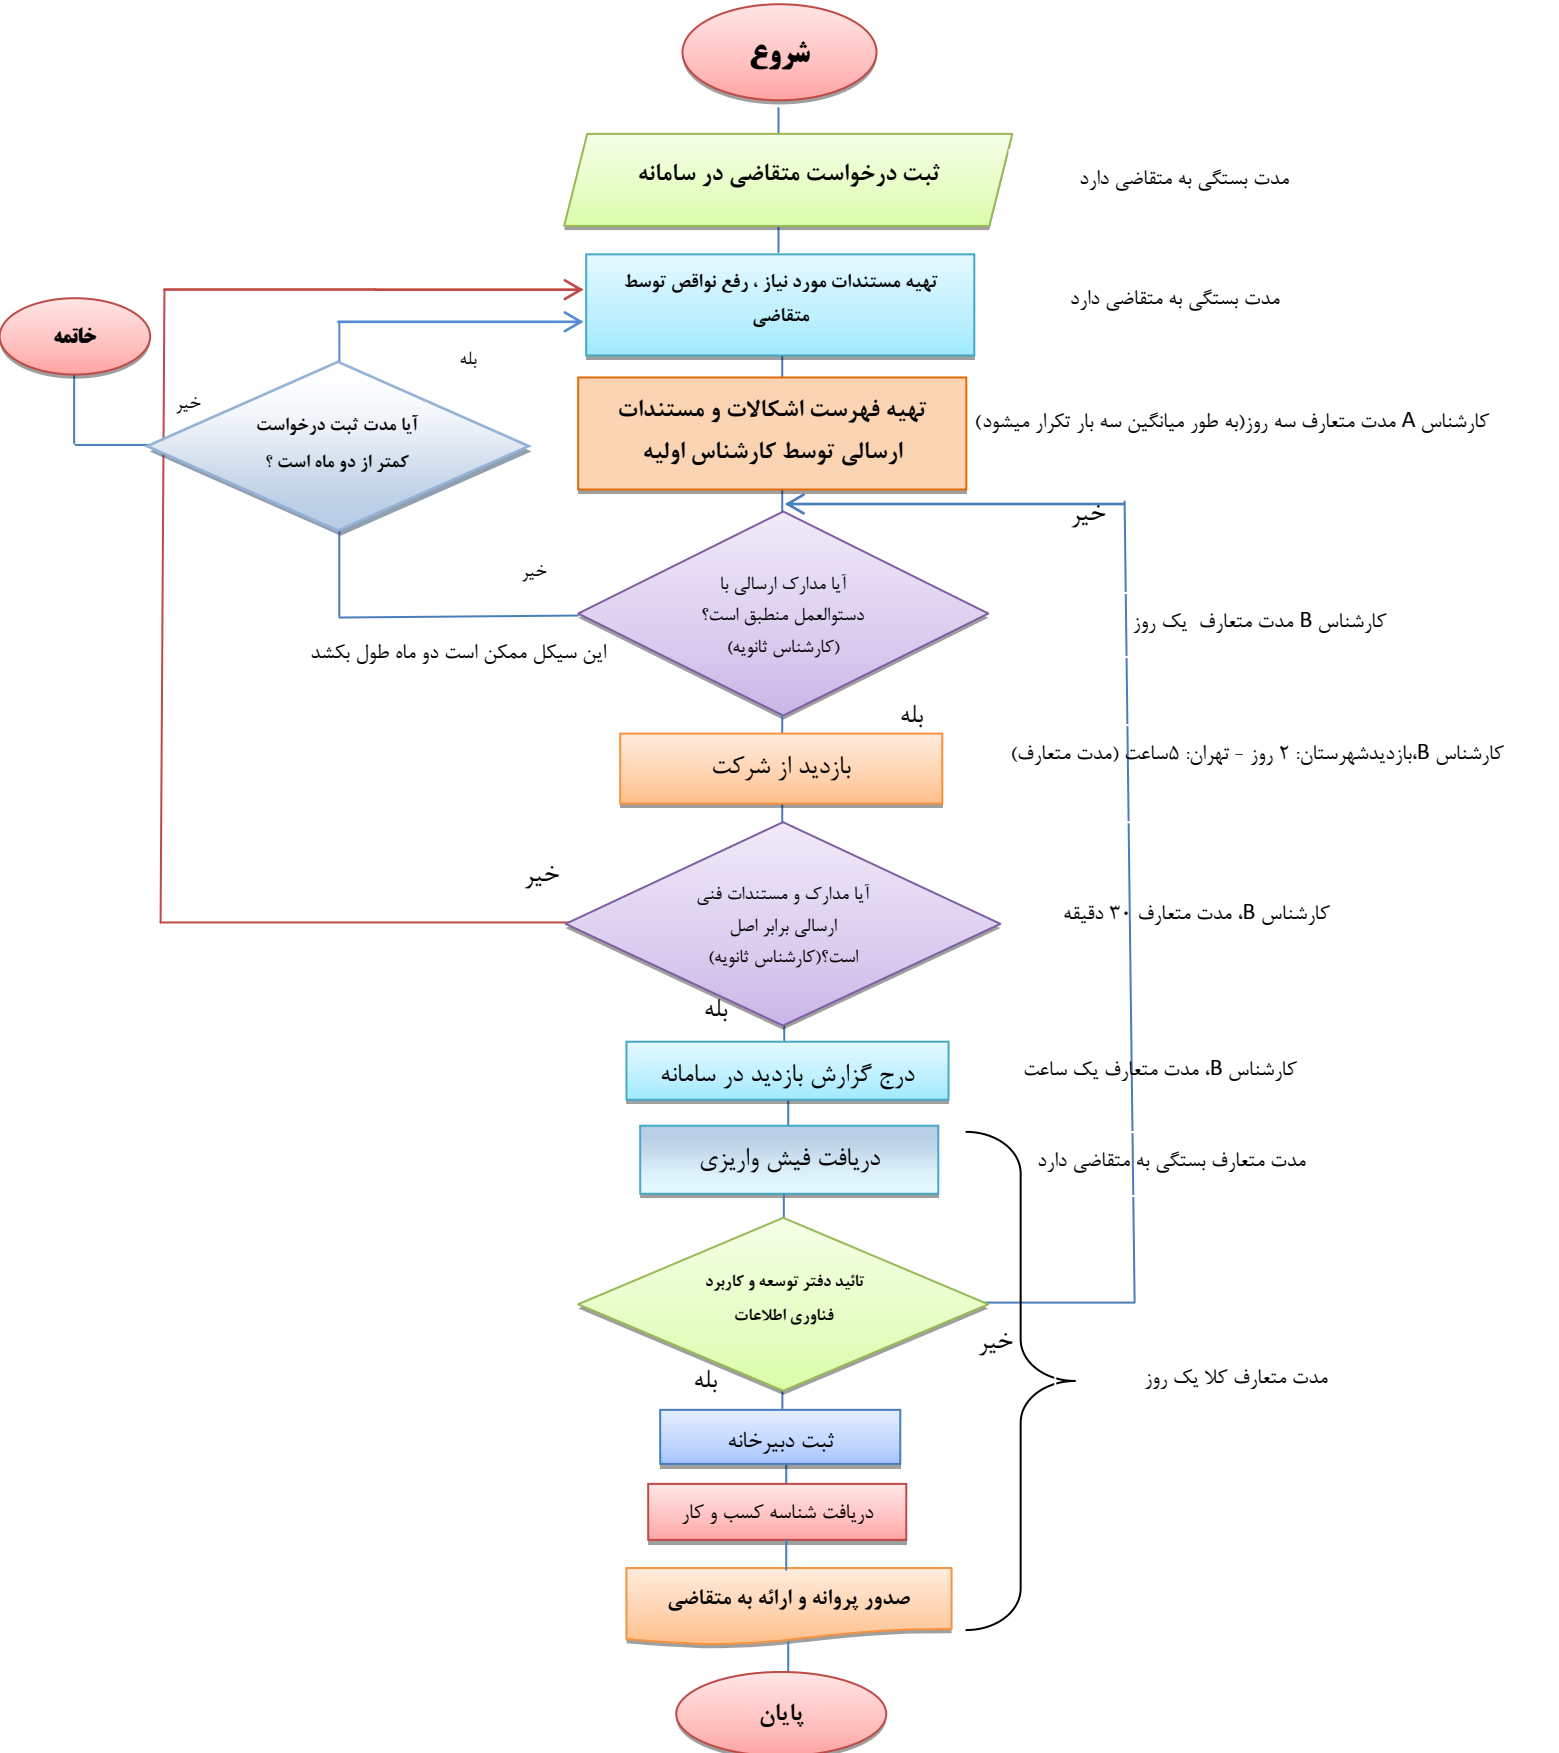 شروع
ثبت درخواست متقاضی در سامانه
مدت بستگی به متقاضی دارد
تهیه مستندات مورد نیاز ، رفع نواقص توسط
متقاضی
مدت بستگی به متقاضی دارد
خاتمه
بله
خیر
آیا مدت ثبت درخواست
کمتر از دو ماه است ؟
تهیه فهرست اشکالات و مستندات
ارسالی توسط کارشناس اولیه
کارشناس A مدت متعارف سه روز(به طور میانگین سه بار تکرار میشود)
خیر
خیر
آیا مدارک ارسالی با
دستوالعمل منطبق است؟
(کارشناس ثانویه)
کارشناس B مدت متعارف یک روز
این سیکل ممکن است دو ماه طول بکشد
بله
بازدید از شرکت
کارشناس B،بازدیدشهرستان: ۲ روز - تهران: ۵ساعت (مدت متعارف)
خیر
آیا مدارک و مستندات فنی
ارسالی برابر اصل
است؟(کارشناس ثانویه)
کارشناس B، مدت متعارف ۳۰ دقیقه
بله
درج گزارش بازدید در سامانه
کارشناس B، مدت متعارف یک ساعت
دریافت فیش واریزی
مدت متعارف بستگی به متقاضی دارد
تائید دفتر توسعه و کاربرد
فناوری اطلاعات
خیر
بله
مدت متعارف کلا یک روز
ثبت دبیرخانه
دریافت شناسه کسب و کار
صدور پروانه و ارائه به متقاضی
پایان